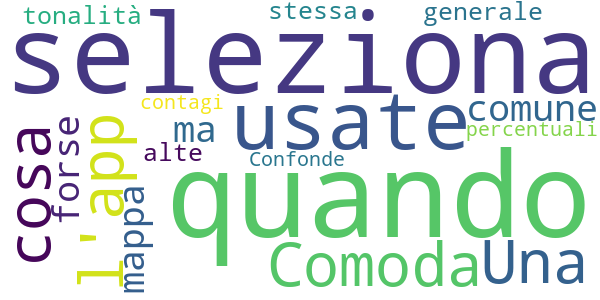 tonalità
stessa
generale
seleziona
contagi
usate
comune
percentuali
ma
alte
Confonde
cosa
forse
l'app
mappa
quando
Comoda
Una